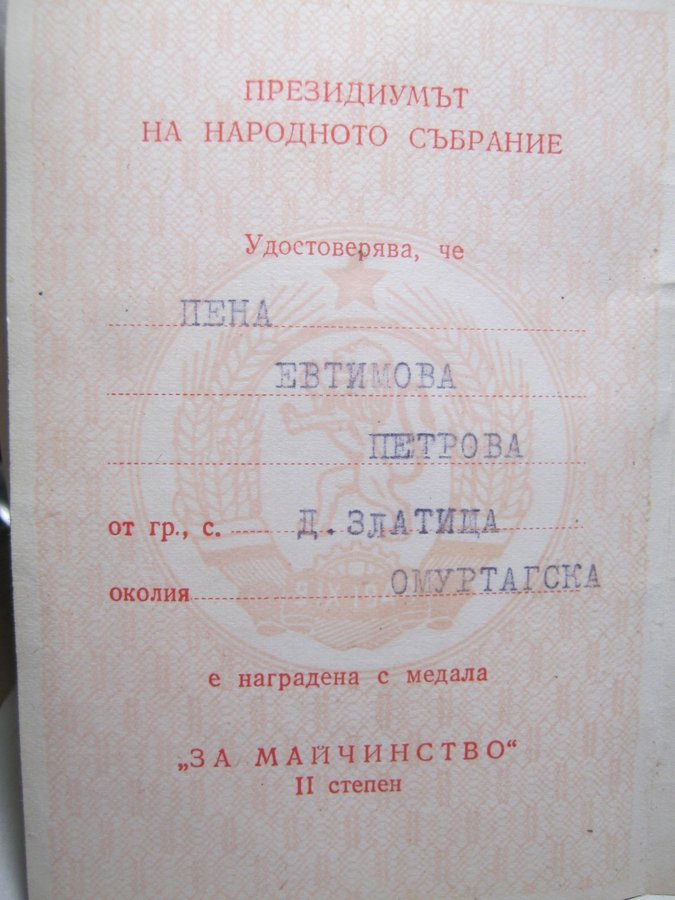 ПРЕЗИДИУМЪТ
НА НАРОДНОТО СЪБРАНИЕ
Удостоверява, че
ПЕНА
ЕВТИМОВА
ПЕТРОВА
от гр., с. Д. ЗЛАТИЦА
околия ОМУРТАГСКА
е наградена с медала
„ЗА МАЙЧИНСТВО“
II степен